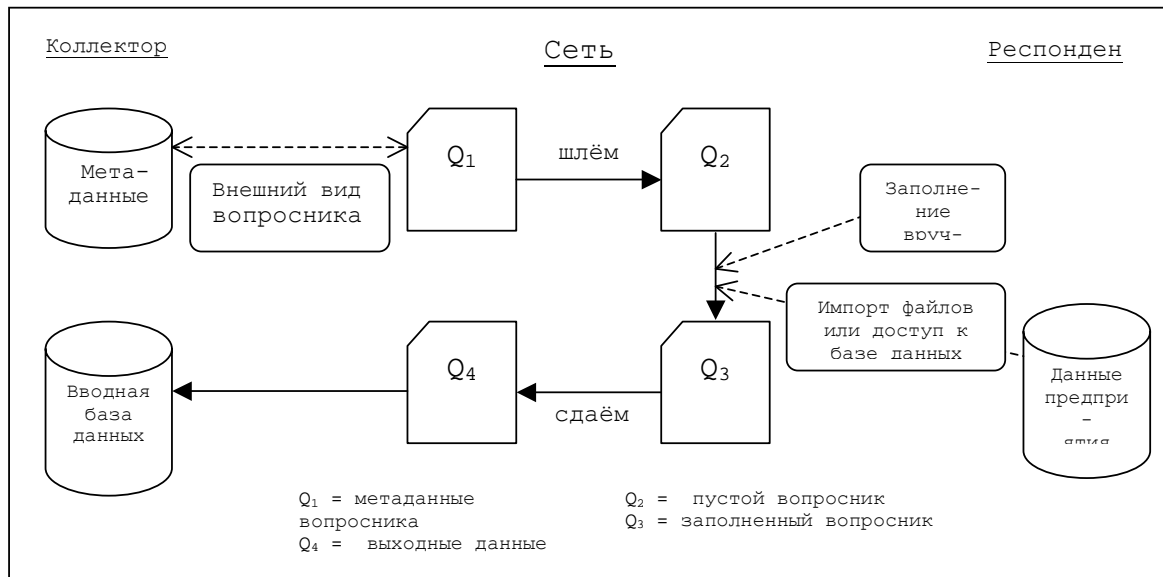 Коллектор
Сеть
Респонден
Мета-
данные
Внешний вид
вопросника
Q₁
шлём
Q₂
Заполне-
ние
вруч-
Импорт файлов
или доступ к
базе данных
Вводная
база
данных
Q₄
сдаём
Q₃
Данные
предпри
-
ятия
Q₁ = метаданные
вопросника
Q₄ = выходные данные
Q₂ = пустой вопросник
Q₃ = заполненный вопросник